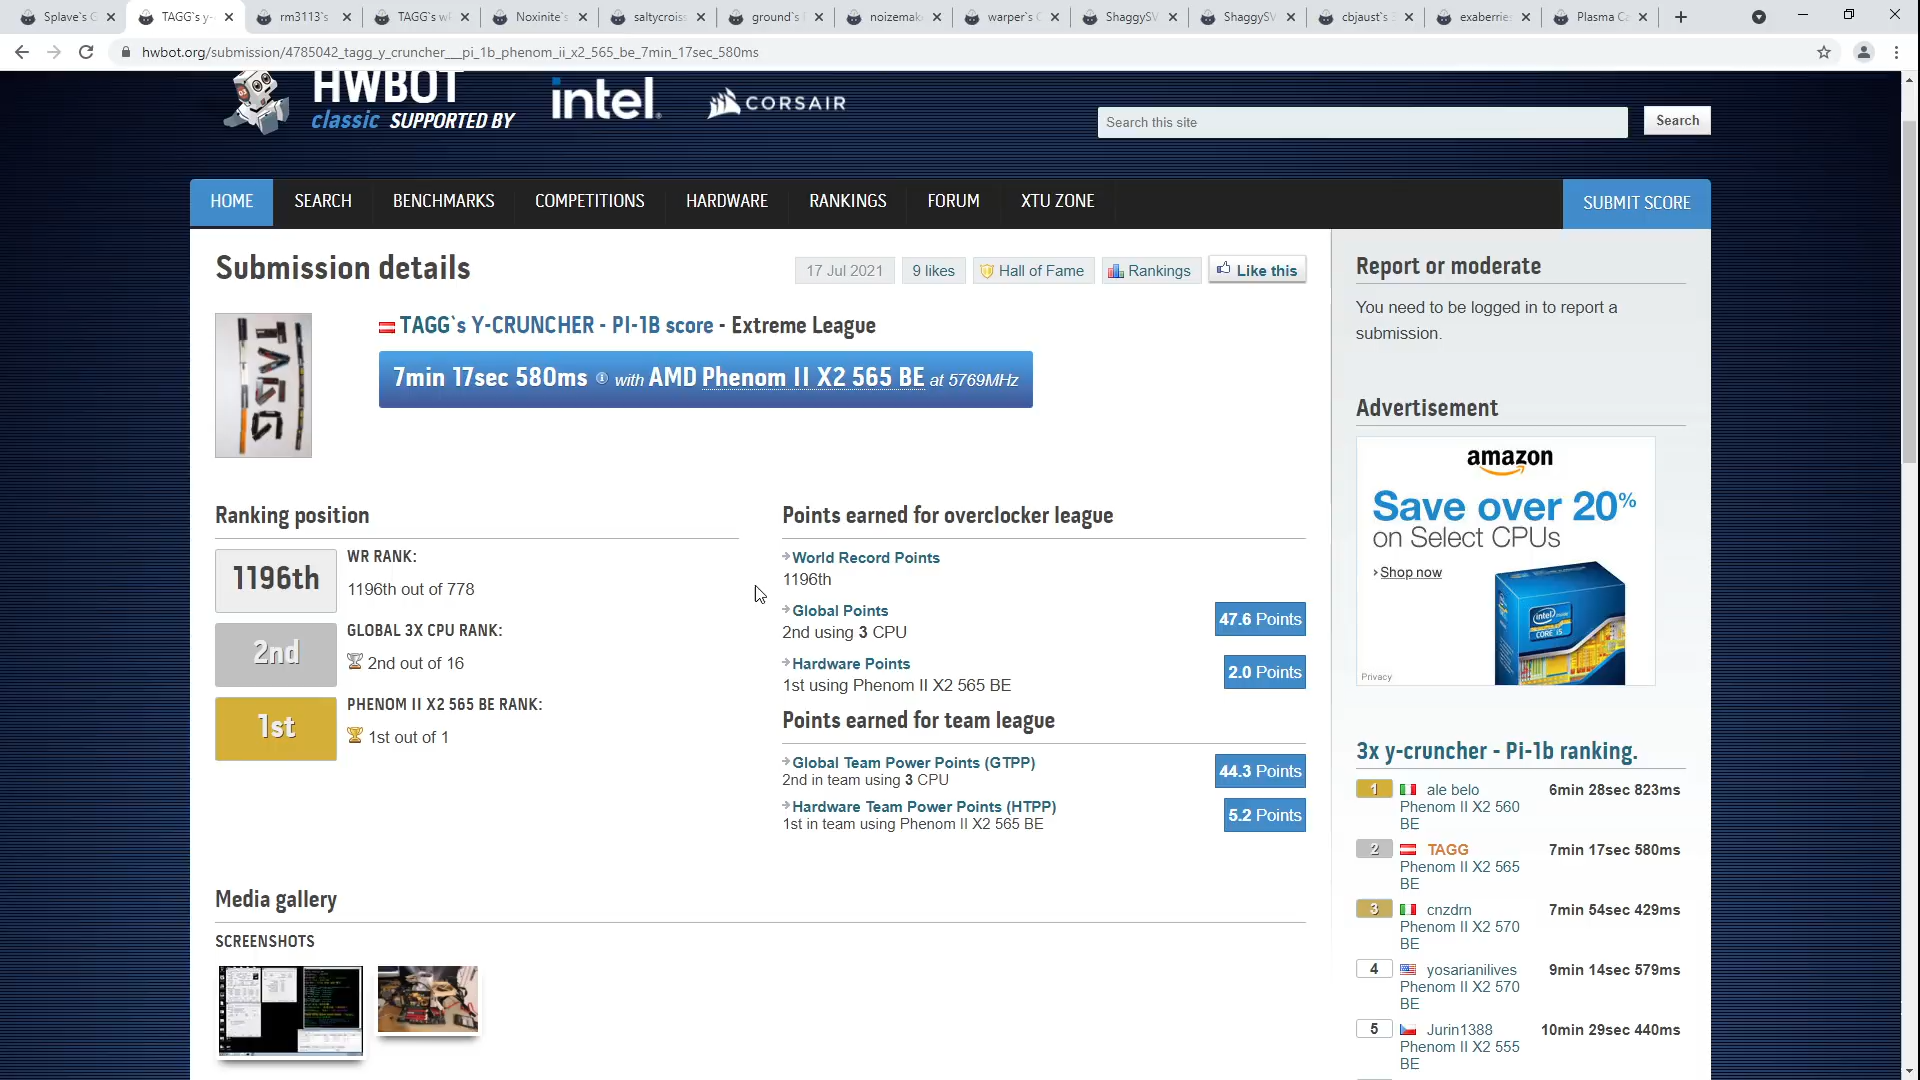 Splave`s G
TAGG`s y-
rm3113`s
TAGG`s w
Noxinite`s
saltycrois
ground`s
noizemak
warper`s
ShaggySV
ShaggySV
cbjaust`s
exaberrie
Plasma Ca
hwbot.org/submission/4785042_tagg_y_cruncher___pi_1b_phenom_ii_x2_565_be_7min_17sec_580ms
HWBOT
classic SUPPORTED BY
intel.
CORSAIR
Search this site
Search
HOME
SEARCH
BENCHMARKS
COMPETITIONS
HARDWARE
RANKINGS
FORUM
XTU ZONE
SUBMIT SCORE
Submission details
17 Jul 2021
9 likes
Hall of Fame
Rankings
Like this
TAGG
TAGG`s Y-CRUNCHER - PI-1B score - Extreme League
7min 17sec 580ms with AMD Phenom II X2 565 BE at 5769MHz
Ranking position
1196th
WR RANK:
1196th out of 778
2nd
GLOBAL 3X CPU RANK:
2nd out of 16
1st
PHENOM II X2 565 BE RANK:
1st out of 1
Points earned for overclocker league
World Record Points
1196th
Global Points
2nd using 3 CPU
47.6 Points
Hardware Points
1st using Phenom II X2 565 BE
2.0 Points
Points earned for team league
Global Team Power Points (GTPP)
2nd in team using 3 CPU
44.3 Points
Hardware Team Power Points (HTPP)
1st in team using Phenom II X2 565 BE
5.2 Points
Media gallery
SCREENSHOTS
Report or moderate
You need to be logged in to report a
submission.
Advertisement
amazon
Save over 20%
on Select CPUs
Shop now
intel
CORE i5
Privacy
3x y-cruncher - Pi-1b ranking.
1 ale belo 6min 28sec 823ms
Phenom II X2 560
BE
2 TAGG 7min 17sec 580ms
Phenom II X2 565
BE
3 cnzdrn 7min 54sec 429ms
Phenom II X2 570
BE
4 yosarianilives 9min 14sec 579ms
Phenom II X2 570
BE
5 Jurin1388 10min 29sec 440ms
Phenom II X2 555
BE